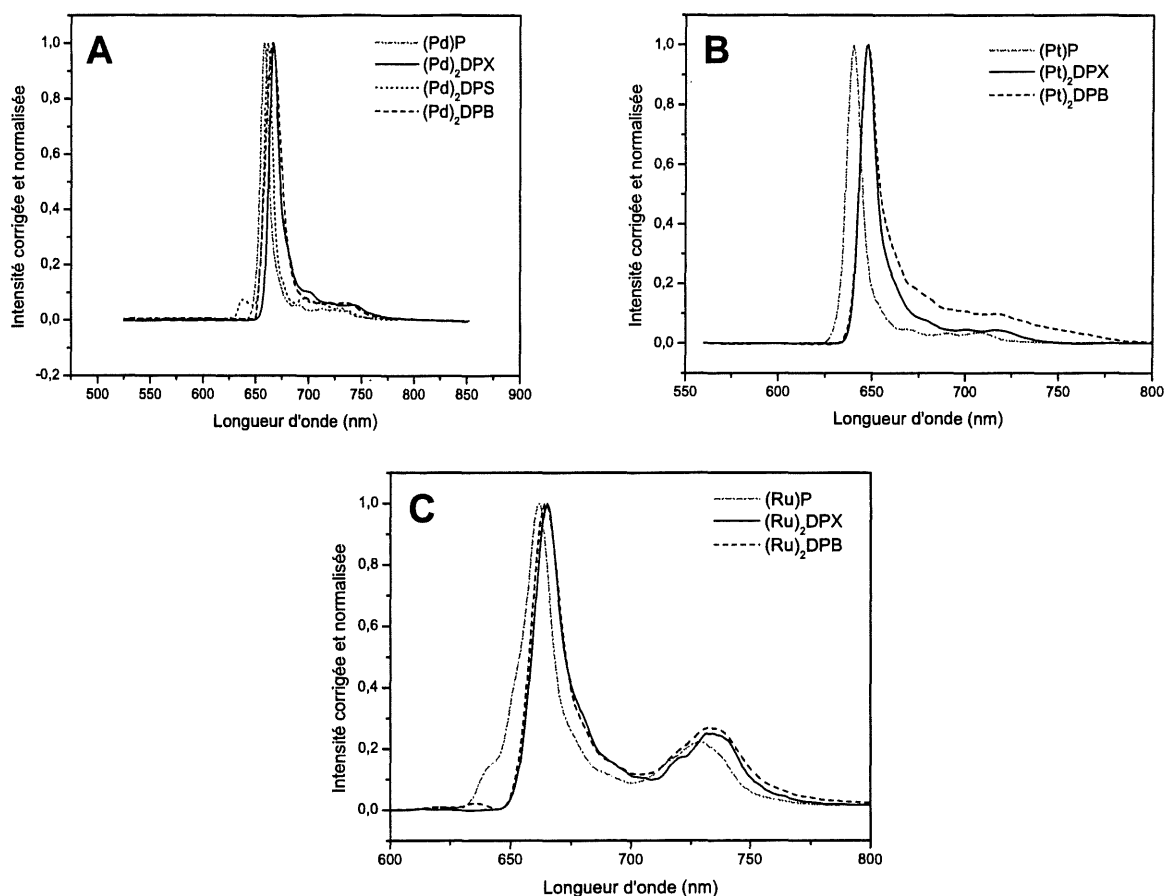 A
(Pd)P
(Pd)₂DPX
(Pd)₂DPS
(Pd)₂DPB
Intensité corrigée et normalisée
1,0
0,8
0,6
0,4
0,2
0,0
-0,2
500 550 600 650 700 750 800 850 900
Longueur d'onde (nm)
B
(Pt)P
(Pt)₂DPX
(Pt)₂DPB
Intensité corrigée et normalisée
1,0
0,8
0,6
0,4
0,2
0,0
550 600 650 700 750 800
Longueur d'onde (nm)
C
(Ru)P
(Ru)₂DPX
(Ru)₂DPB
Intensité corrigée et normalisée
1,0
0,8
0,6
0,4
0,2
0,0
600 650 700 750 800
Longueur d'onde (nm)